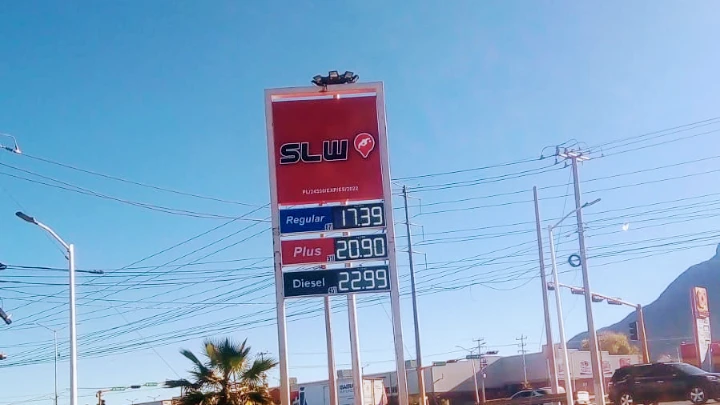 SLW
Regular 17.39
Plus 20.90
Diesel 22.99